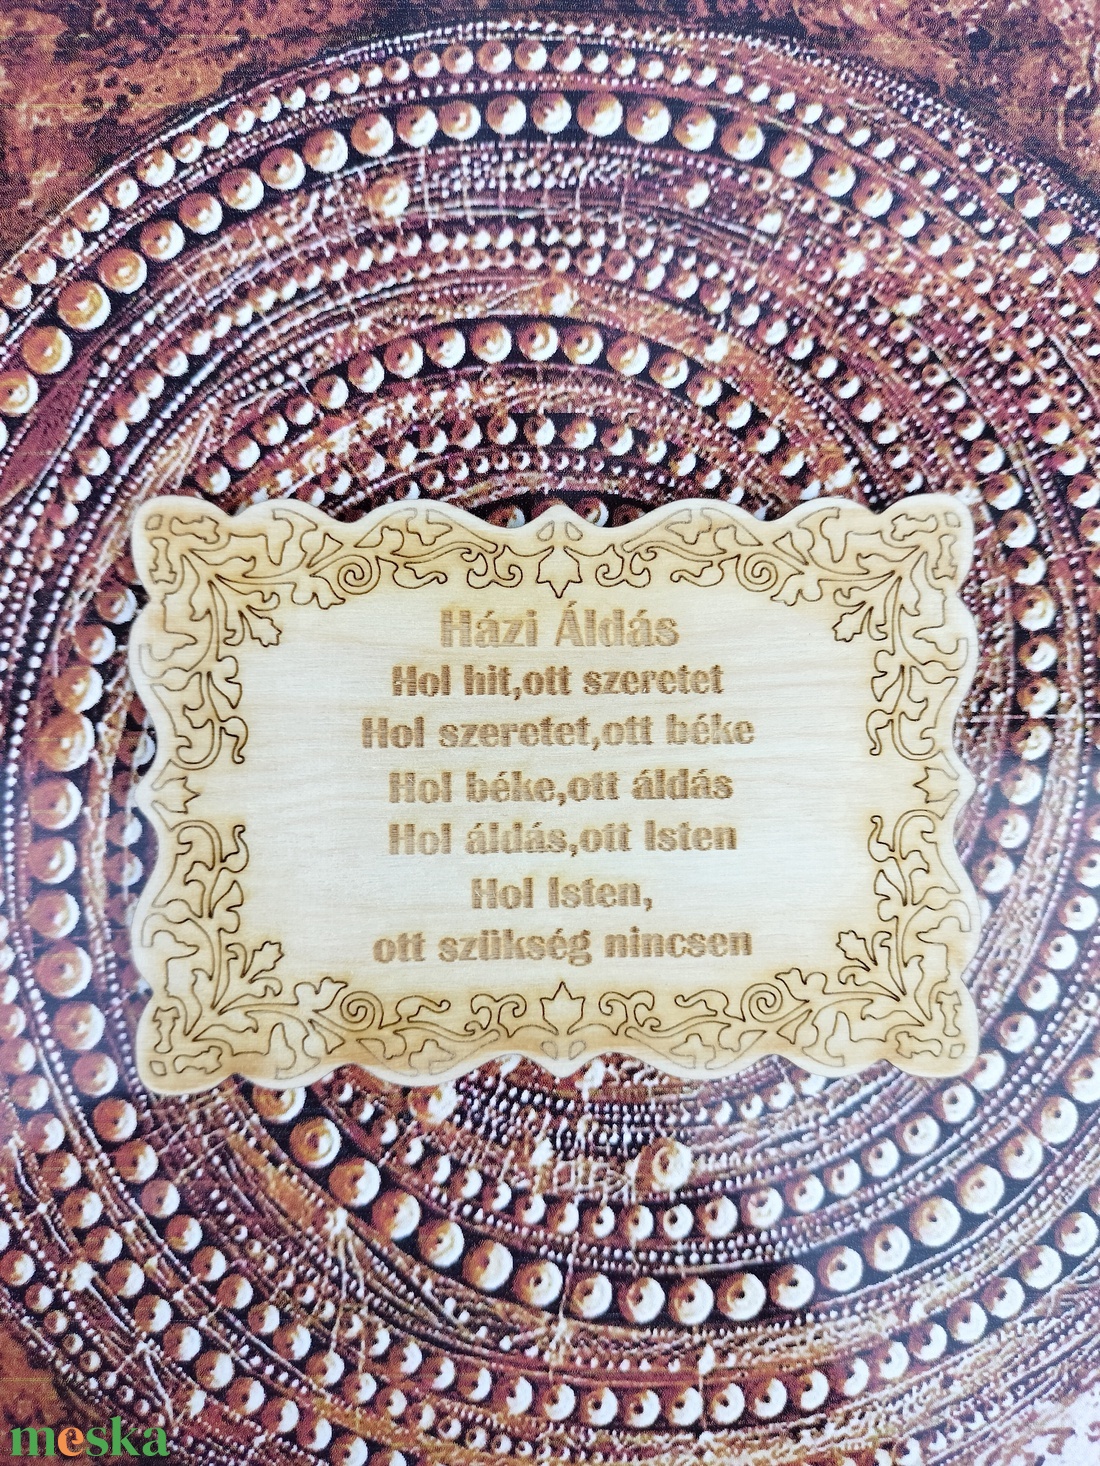 Házi Áldás
Hol hit,ott szeretet
Hol szeretet,ott béke
Hol béke,ott áldás
Hol áldás,ott Isten
Hol Isten,
ott szükség nincsen
meska